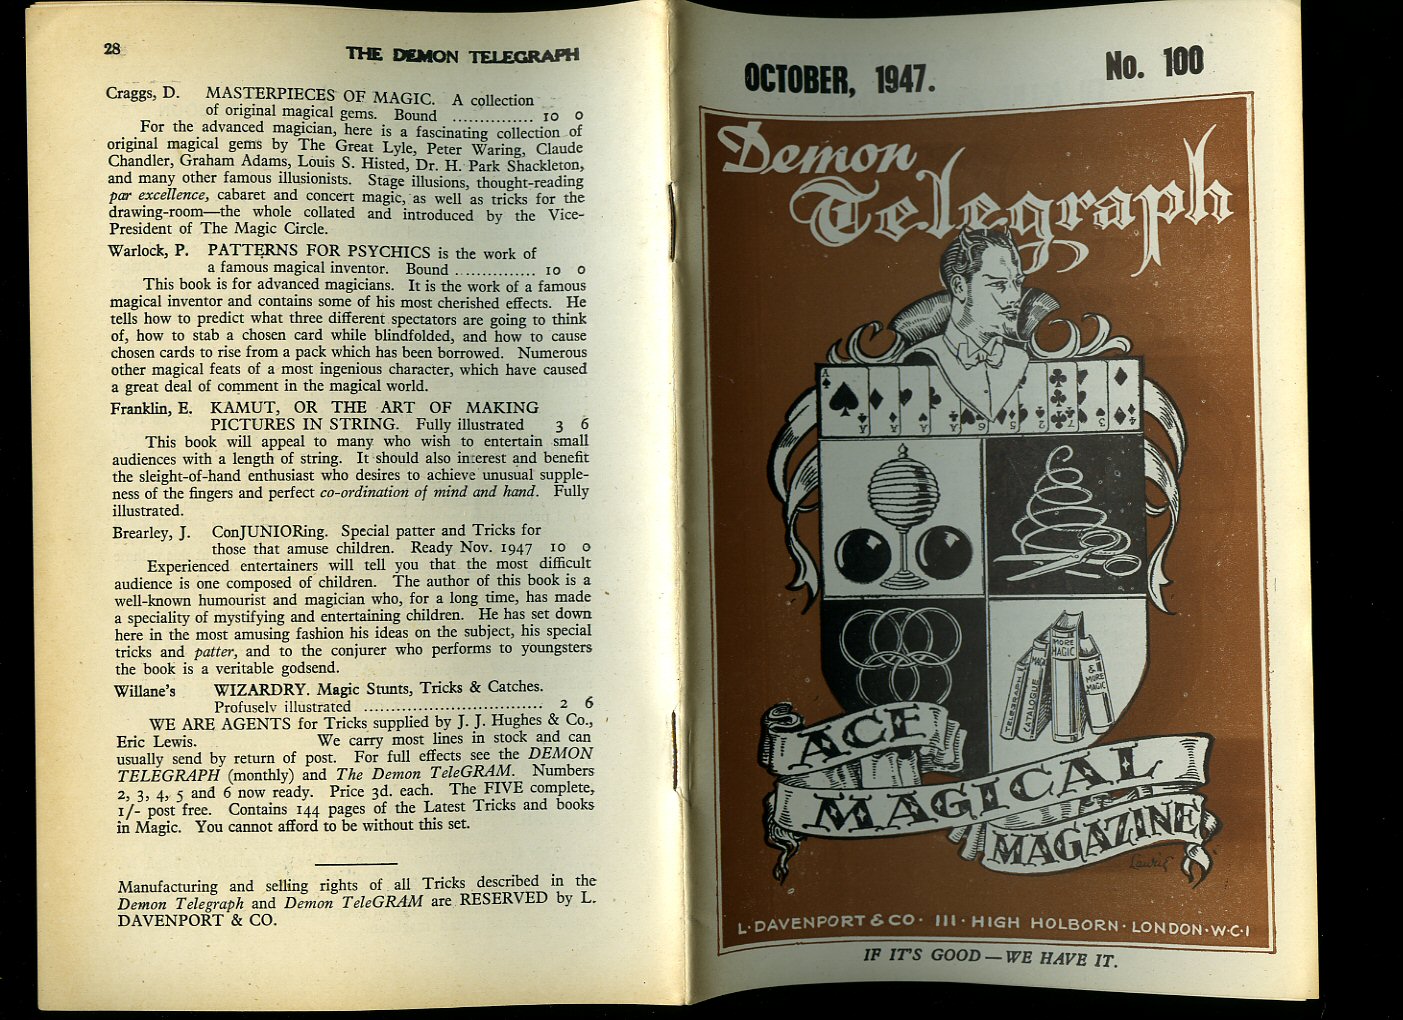 28
THE DEMON TELEGRAPH
Craggs, D. MASTERPIECES OF MAGIC. A collection
of original magical gems. Bound .............. 10 0
For the advanced magician, here is a fascinating collection of
original magical gems by The Great Lyle, Peter Waring, Claude
Chandler, Graham Adams, Louis S. Histed, Dr. H. Park Shackleton,
and many other famous illusionists. Stage illusions, thought-reading
par excellence, cabaret and concert magic, as well as tricks for the
drawing-room—the whole collated and introduced by the Vice-
President of The Magic Circle.
Warlock, P. PATTERNS FOR PSYCHICS is the work of
a famous magical inventor. Bound .............. 10 0
This book is for advanced magicians. It is the work of a famous
magical inventor and contains some of his most cherished effects. He
tells how to predict what three different spectators are going to think
of, how to stab a chosen card while blindfolded, and how to cause
chosen cards to rise from a pack which has been borrowed. Numerous
other magical feats of a most ingenious character, which have caused
a great deal of comment in the magical world.
Franklin, E. KAMUT, OR THE ART OF MAKING
PICTURES IN STRING. Fully illustrated 3 6
This book will appeal to many who wish to entertain small
audiences with a length of string. It should also interest and benefit
the sleight-of-hand enthusiast who desires to achieve unusual supple-
ness of the fingers and perfect co-ordination of mind and hand. Fully
illustrated.
Brearley, J. ConJUNIORing. Special patter and Tricks for
those that amuse children. Ready Nov. 1947 10 0
Experienced entertainers will tell you that the most difficult
audience is one composed of children. The author of this book is a
well-known humourist and magician who, for a long time, has made
a speciality of mystifying and entertaining children. He has set down
here in the most amusing fashion his ideas on the subject, his special
tricks and patter, and to the conjurer who performs to youngsters
the book is a veritable godsend.
Willane's WIZARDRY. Magic Stunts, Tricks & Catches.
Profusely illustrated ................................ 2 6
WE ARE AGENTS for Tricks supplied by J. J. Hughes & Co.,
Eric Lewis. We carry most lines in stock and can
usually send by return of post. For full effects see the DEMON
TELEGRAPH (monthly) and The Demon TeleGRAM. Numbers
2, 3, 4, 5 and 6 now ready. Price 3d. each. The FIVE complete,
1/- post free. Contains 144 pages of the Latest Tricks and books
in Magic. You cannot afford to be without this set.
Manufacturing and selling rights of all Tricks described in the
Demon Telegraph and Demon TeleGRAM are RESERVED by L.
DAVENPORT & CO.
OCTOBER, 1947.
No. 100
Demon
Telegraph
TELEGRAPH
CATALOGUE
MAGIC
MORE
MAGIC
& MORE
MAGIC
ACE
MAGICAL
MAGAZINE
Laurie
L·DAVENPORT & CO· 111· HIGH HOLBORN· LONDON·W·C·1
IF IT'S GOOD—WE HAVE IT.